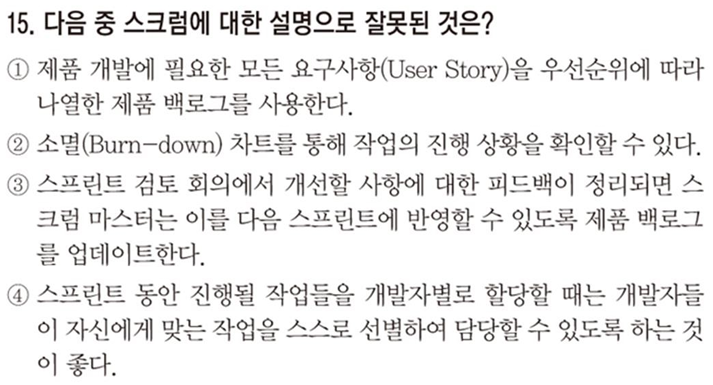 15. 다음 중 스크럼에 대한 설명으로 잘못된 것은?
① 제품 개발에 필요한 모든 요구사항(User Story)을 우선순위에 따라
나열한 제품 백로그를 사용한다.
② 소멸(Burn-down) 차트를 통해 작업의 진행 상황을 확인할 수 있다.
③ 스프린트 검토 회의에서 개선할 사항에 대한 피드백이 정리되면 스
크럼 마스터는 이를 다음 스프린트에 반영할 수 있도록 제품 백로그
를 업데이트한다.
④ 스프린트 동안 진행될 작업들을 개발자별로 할당할 때는 개발자들
이 자신에게 맞는 작업을 스스로 선별하여 담당할 수 있도록 하는 것
이 좋다.